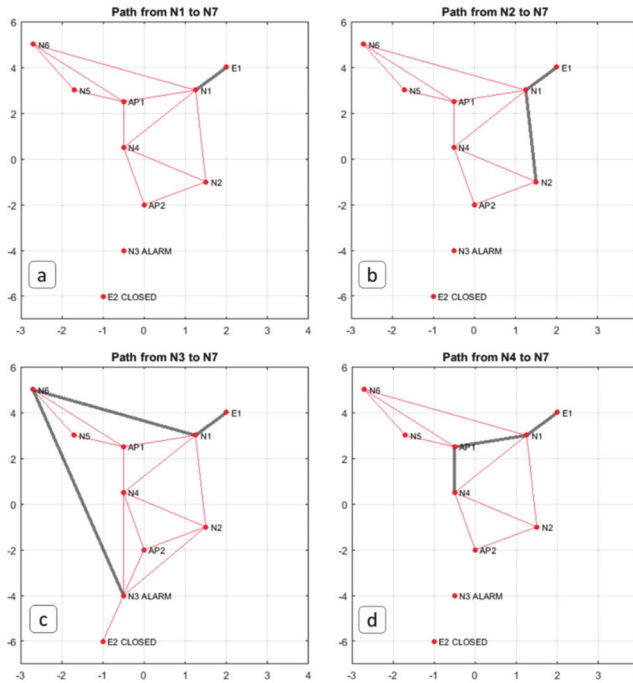 Path from N1 to N7
6
4
2
0
-2
-4
-6
N6
E1
N5
N1
AP1
N4
N2
AP2
N3 ALARM
E2 CLOSED
a
-3 -2 -1 0 1 2 3 4
Path from N2 to N7
6
4
2
0
-2
-4
-6
N6
E1
N5
N1
AP1
N4
N2
AP2
N3 ALARM
E2 CLOSED
b
-3 -2 -1 0 1 2 3
Path from N3 to N7
6
4
2
0
-2
-4
-6
N6
E1
N5
N1
AP1
N4
N2
AP2
N3 ALARM
E2 CLOSED
c
-3 -2 -1 0 1 2 3 4
Path from N4 to N7
6
4
2
0
-2
-4
-6
N6
E1
N5
N1
AP1
N4
N2
AP2
N3 ALARM
E2 CLOSED
d
-3 -2 -1 0 1 2 3